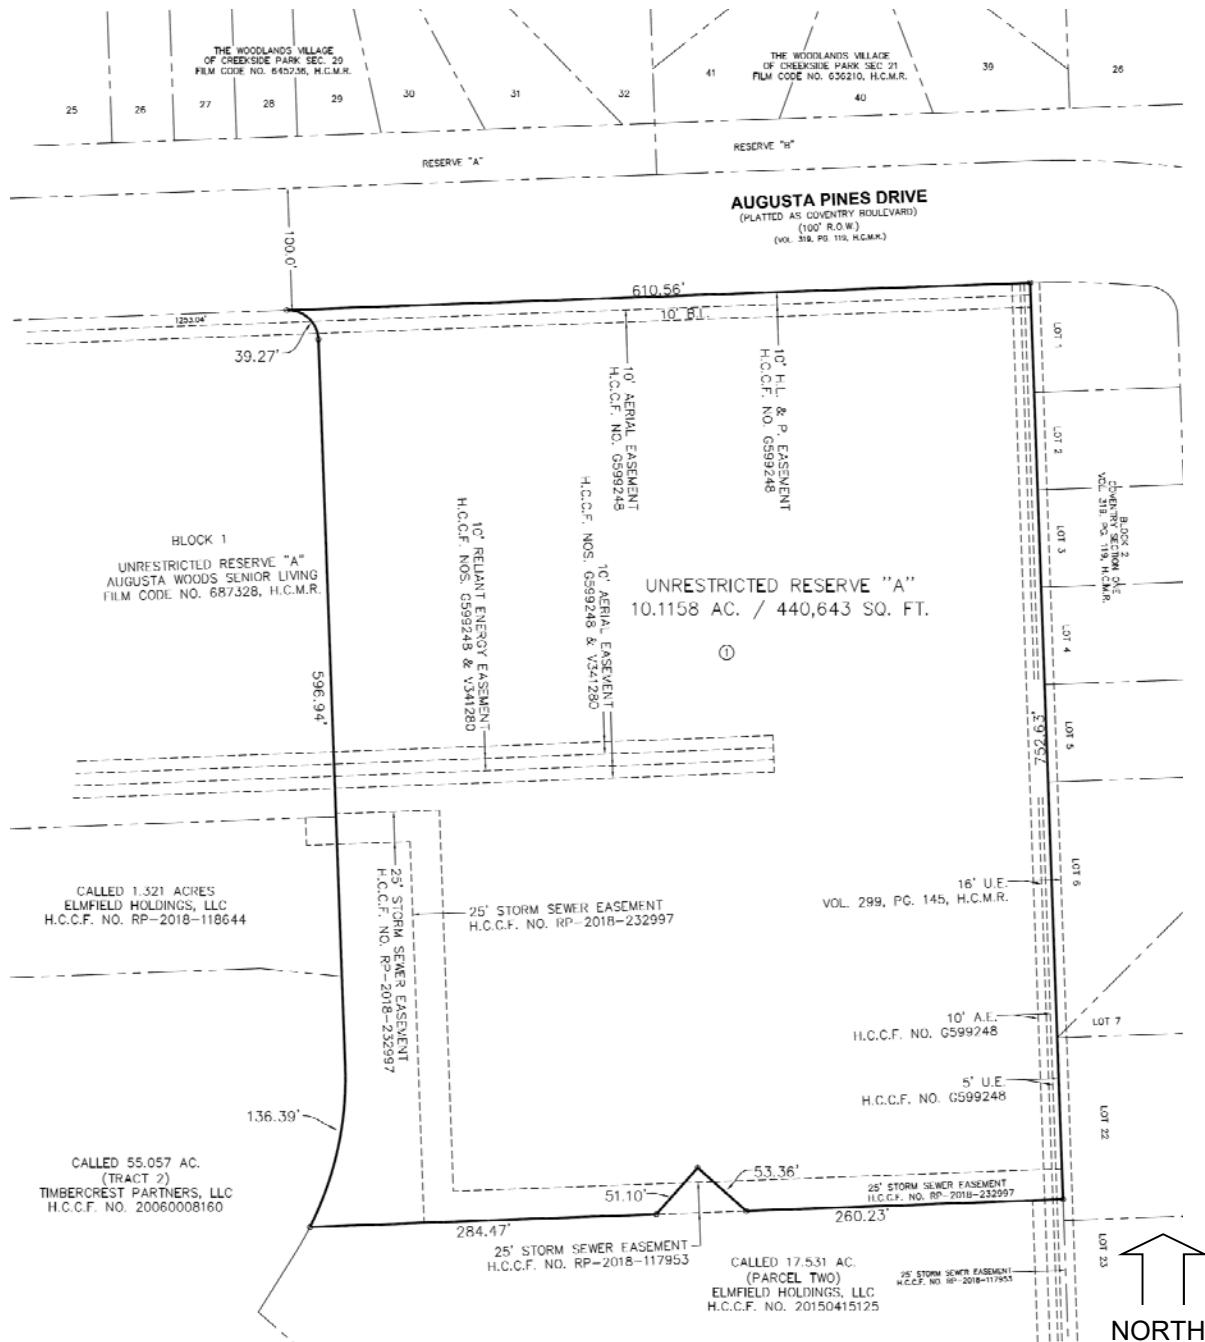 THE WOODLANDS VILLAGE
OF CREEKSIDE PARK SEC. 29
FILM CODE NO. 645236, H.C.M.R.
THE WOODLANDS VILLAGE
OF CREEKSIDE PARK SEC 21
FILM CODE NO. 636210, H.C.M.R.
25
26
27
28
29
30
31
32
41
40
39
26
RESERVE "A"
RESERVE "H"
AUGUSTA PINES DRIVE
(PLATTED AS COVENTRY BOULEVARD)
(100' R.O.W.)
(VOL. 319, PG. 119, H.C.M.R.)
100.0'
610.56'
1253.04'
10' B.L.
39.27'
10' AERIAL EASEMENT
H.C.C.F. NO. G599248
10' H.L. & P. EASEMENT
H.C.C.F. NO. G599248
LOT 1
LOT 2
LOT 3
LOT 4
LOT 5
LOT 6
LOT 7
LOT 22
LOT 23
BLOCK 2
COVENTRY SECTION ONE
VOL. 319, PG. 119, H.C.M.R.
BLOCK 1
UNRESTRICTED RESERVE "A"
AUGUSTA WOODS SENIOR LIVING
FILM CODE NO. 687328, H.C.M.R.
10' RELIANT ENERGY EASEMENT
H.C.C.F. NOS. G599248 & V341280
10' AERIAL EASEMENT
H.C.C.F. NOS. G599248 & V341280
UNRESTRICTED RESERVE "A"
10.1158 AC. / 440,643 SQ. FT.
1
596.94'
752.63'
CALLED 1.321 ACRES
ELMFIELD HOLDINGS, LLC
H.C.C.F. NO. RP-2018-118644
25' STORM SEWER EASEMENT
H.C.C.F. NO. RP-2018-232997
25' STORM SEWER EASEMENT
H.C.C.F. NO. RP-2018-232997
16' U.E.
VOL. 299, PG. 145, H.C.M.R.
10' A.E.
H.C.C.F. NO. G599248
5' U.E.
H.C.C.F. NO. G599248
136.39'
CALLED 55.057 AC.
(TRACT 2)
TIMBERCREST PARTNERS, LLC
H.C.C.F. NO. 20060008160
53.36'
51.10'
25' STORM SEWER EASEMENT
H.C.C.F. NO. RP-2018-232997
284.47'
260.23'
25' STORM SEWER EASEMENT
H.C.C.F. NO. RP-2018-117953
CALLED 17.531 AC.
(PARCEL TWO)
ELMFIELD HOLDINGS, LLC
H.C.C.F. NO. 20150415125
25' STORM SEWER EASEMENT
H.C.C.F. NO. RP-2018-117953
NORTH